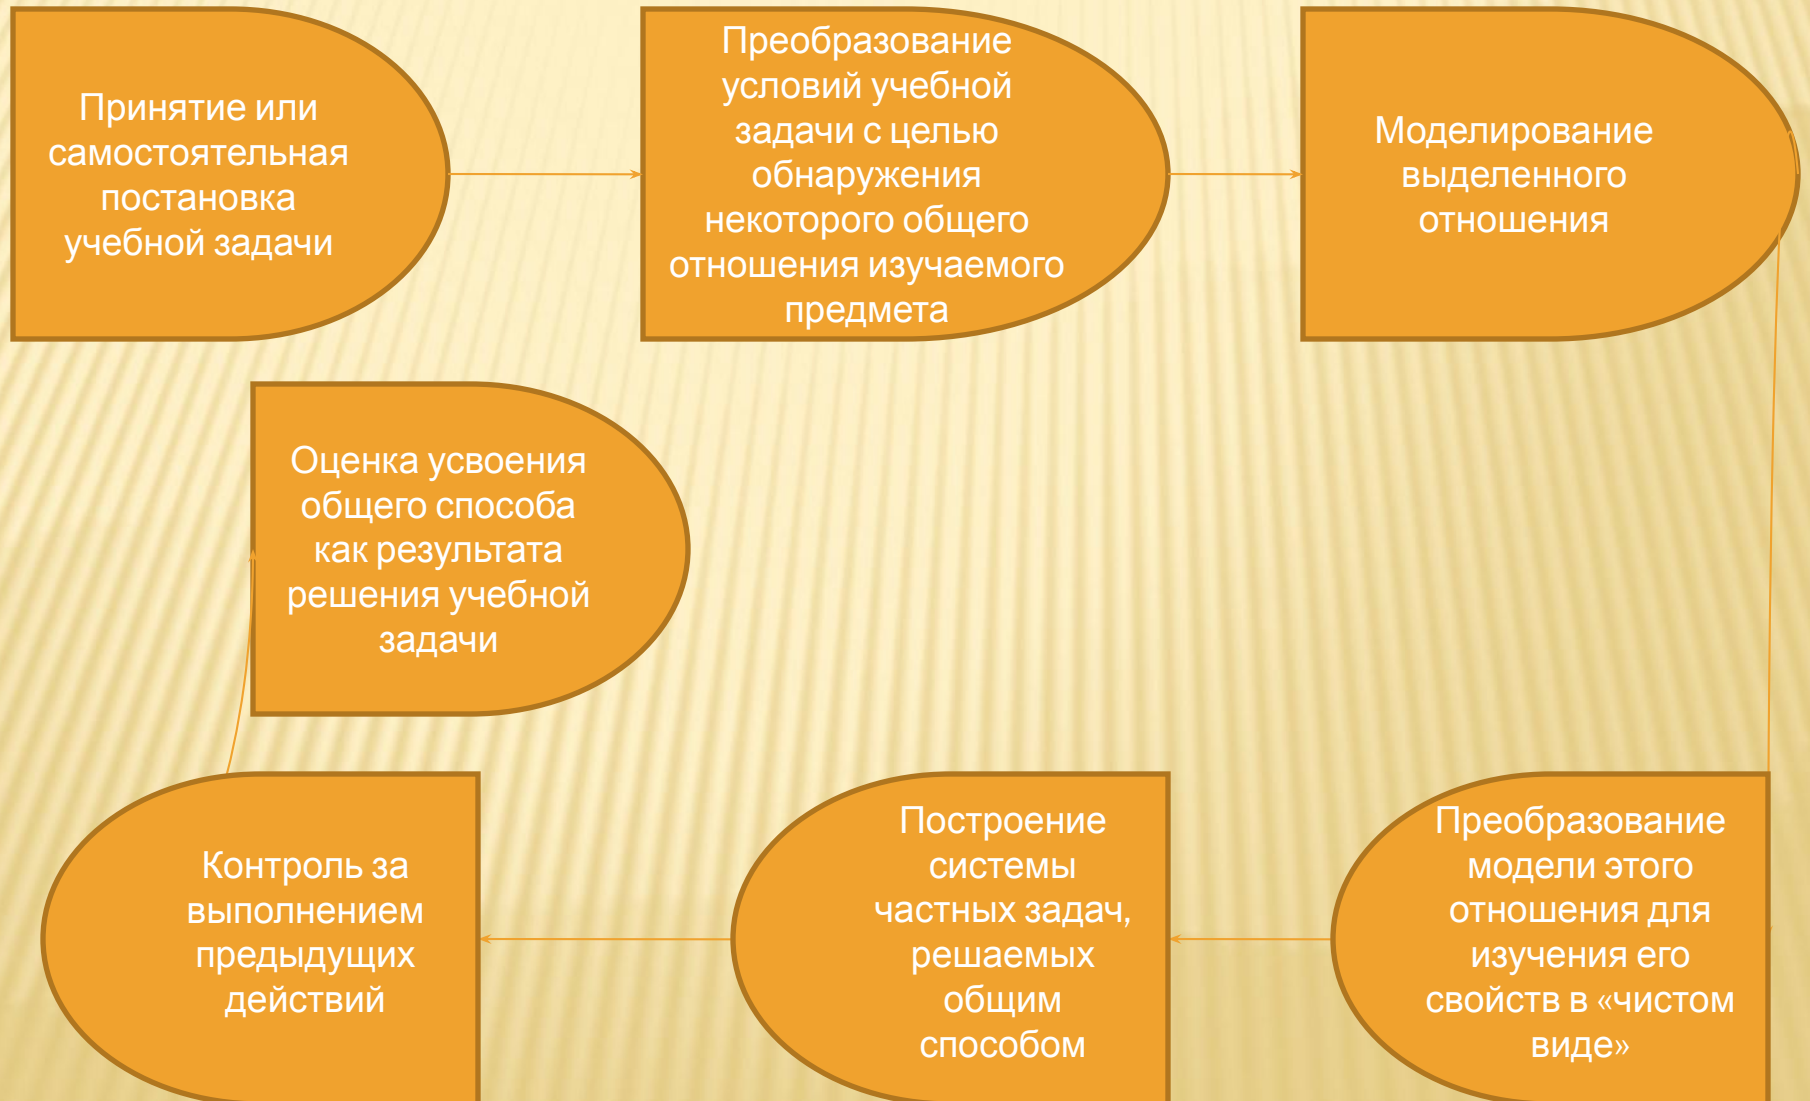 Принятие или
самостоятельная
постановка
учебной задачи
Преобразование
условий учебной
задачи с целью
обнаружения
некоторого общего
отношения изучаемого
предмета
Моделирование
выделенного
отношения
Оценка усвоения
общего способа
как результата
решения учебной
задачи
Контроль за
выполнением
предыдущих
действий
Построение
системы
частных задач,
решаемых
общим
способом
Преобразование
модели этого
отношения для
изучения его
свойств в «чистом
виде»